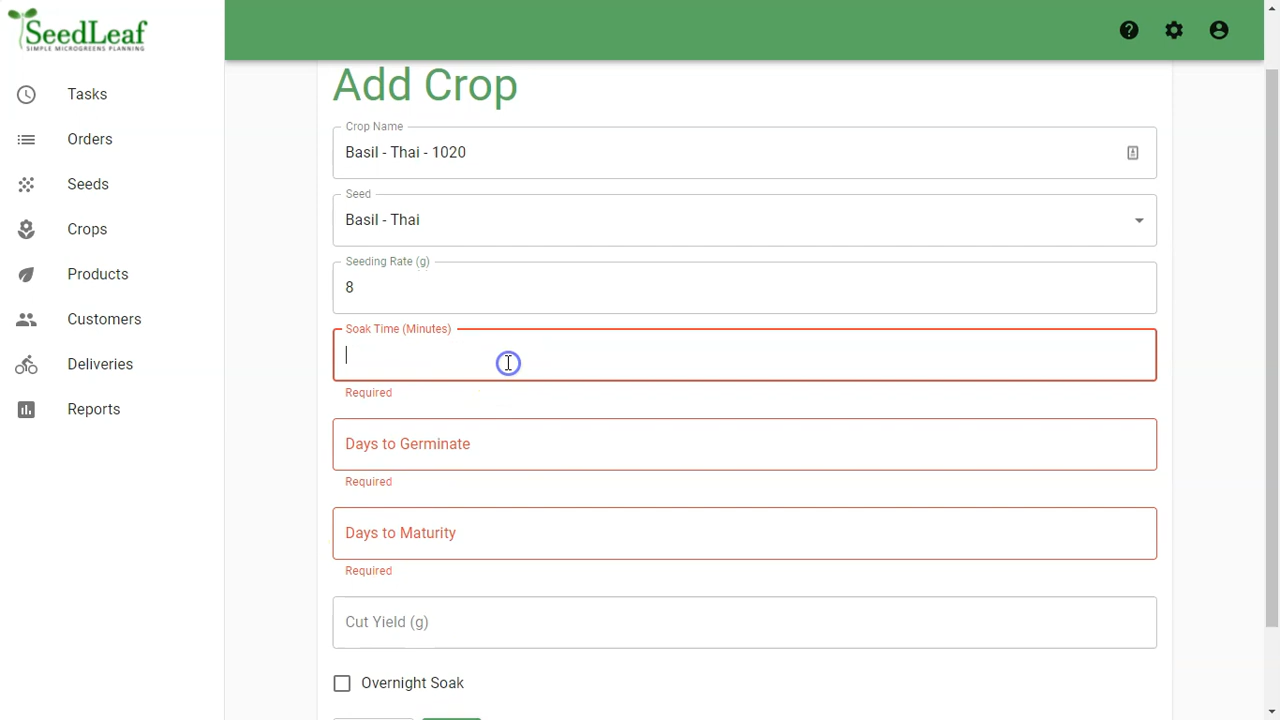 SeedLeaf
SIMPLE MICROGREENS PLANNING
Tasks
Orders
Seeds
Crops
Products
Customers
Deliveries
Reports
Add Crop
Crop Name
Basil - Thai - 1020
Seed
Basil - Thai
Seeding Rate (g)
8
Soak Time (Minutes)
Required
Days to Germinate
Required
Days to Maturity
Required
Cut Yield (g)
Overnight Soak